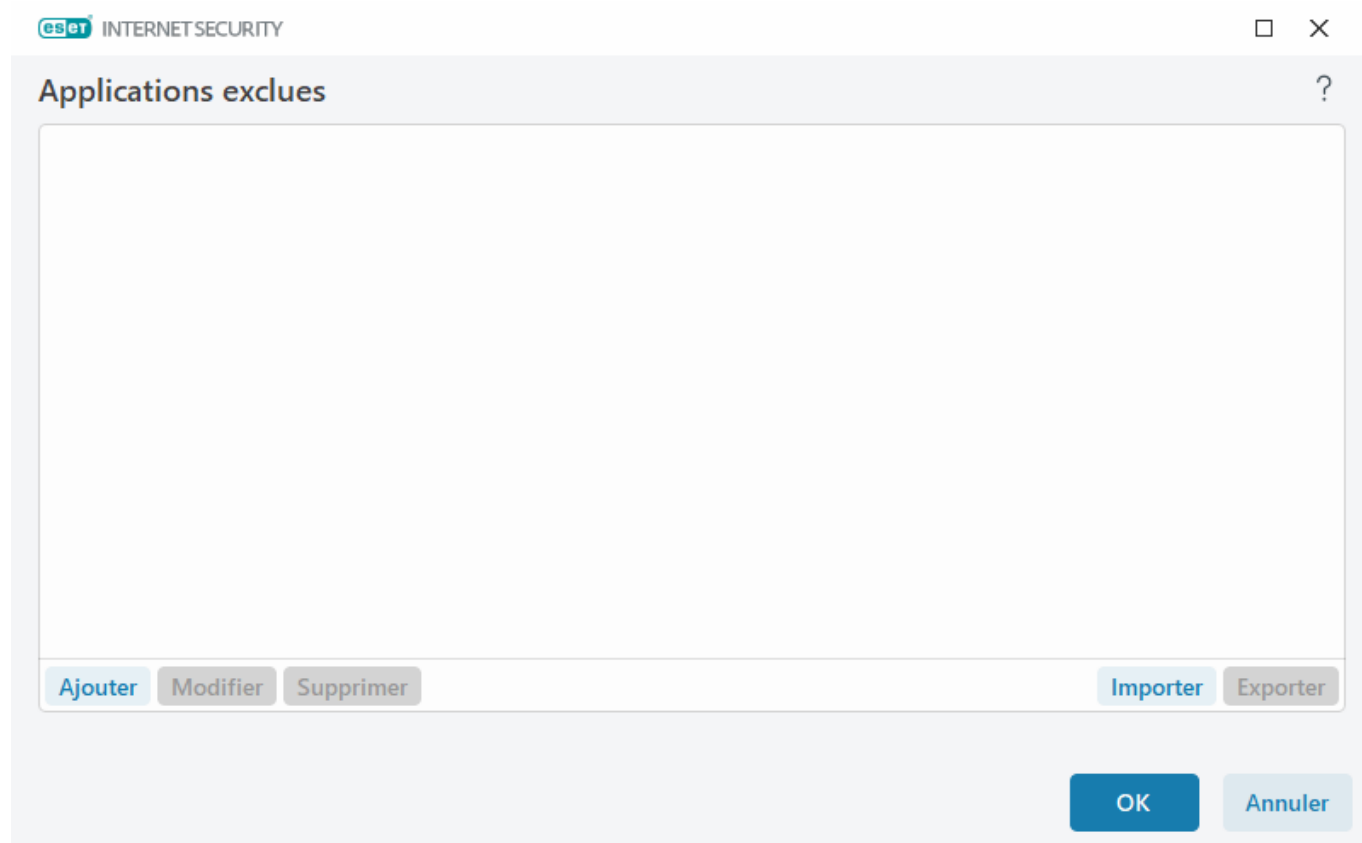 eset INTERNET SECURITY
Applications exclues
?
Ajouter Modifier Supprimer Importer Exporter
OK Annuler